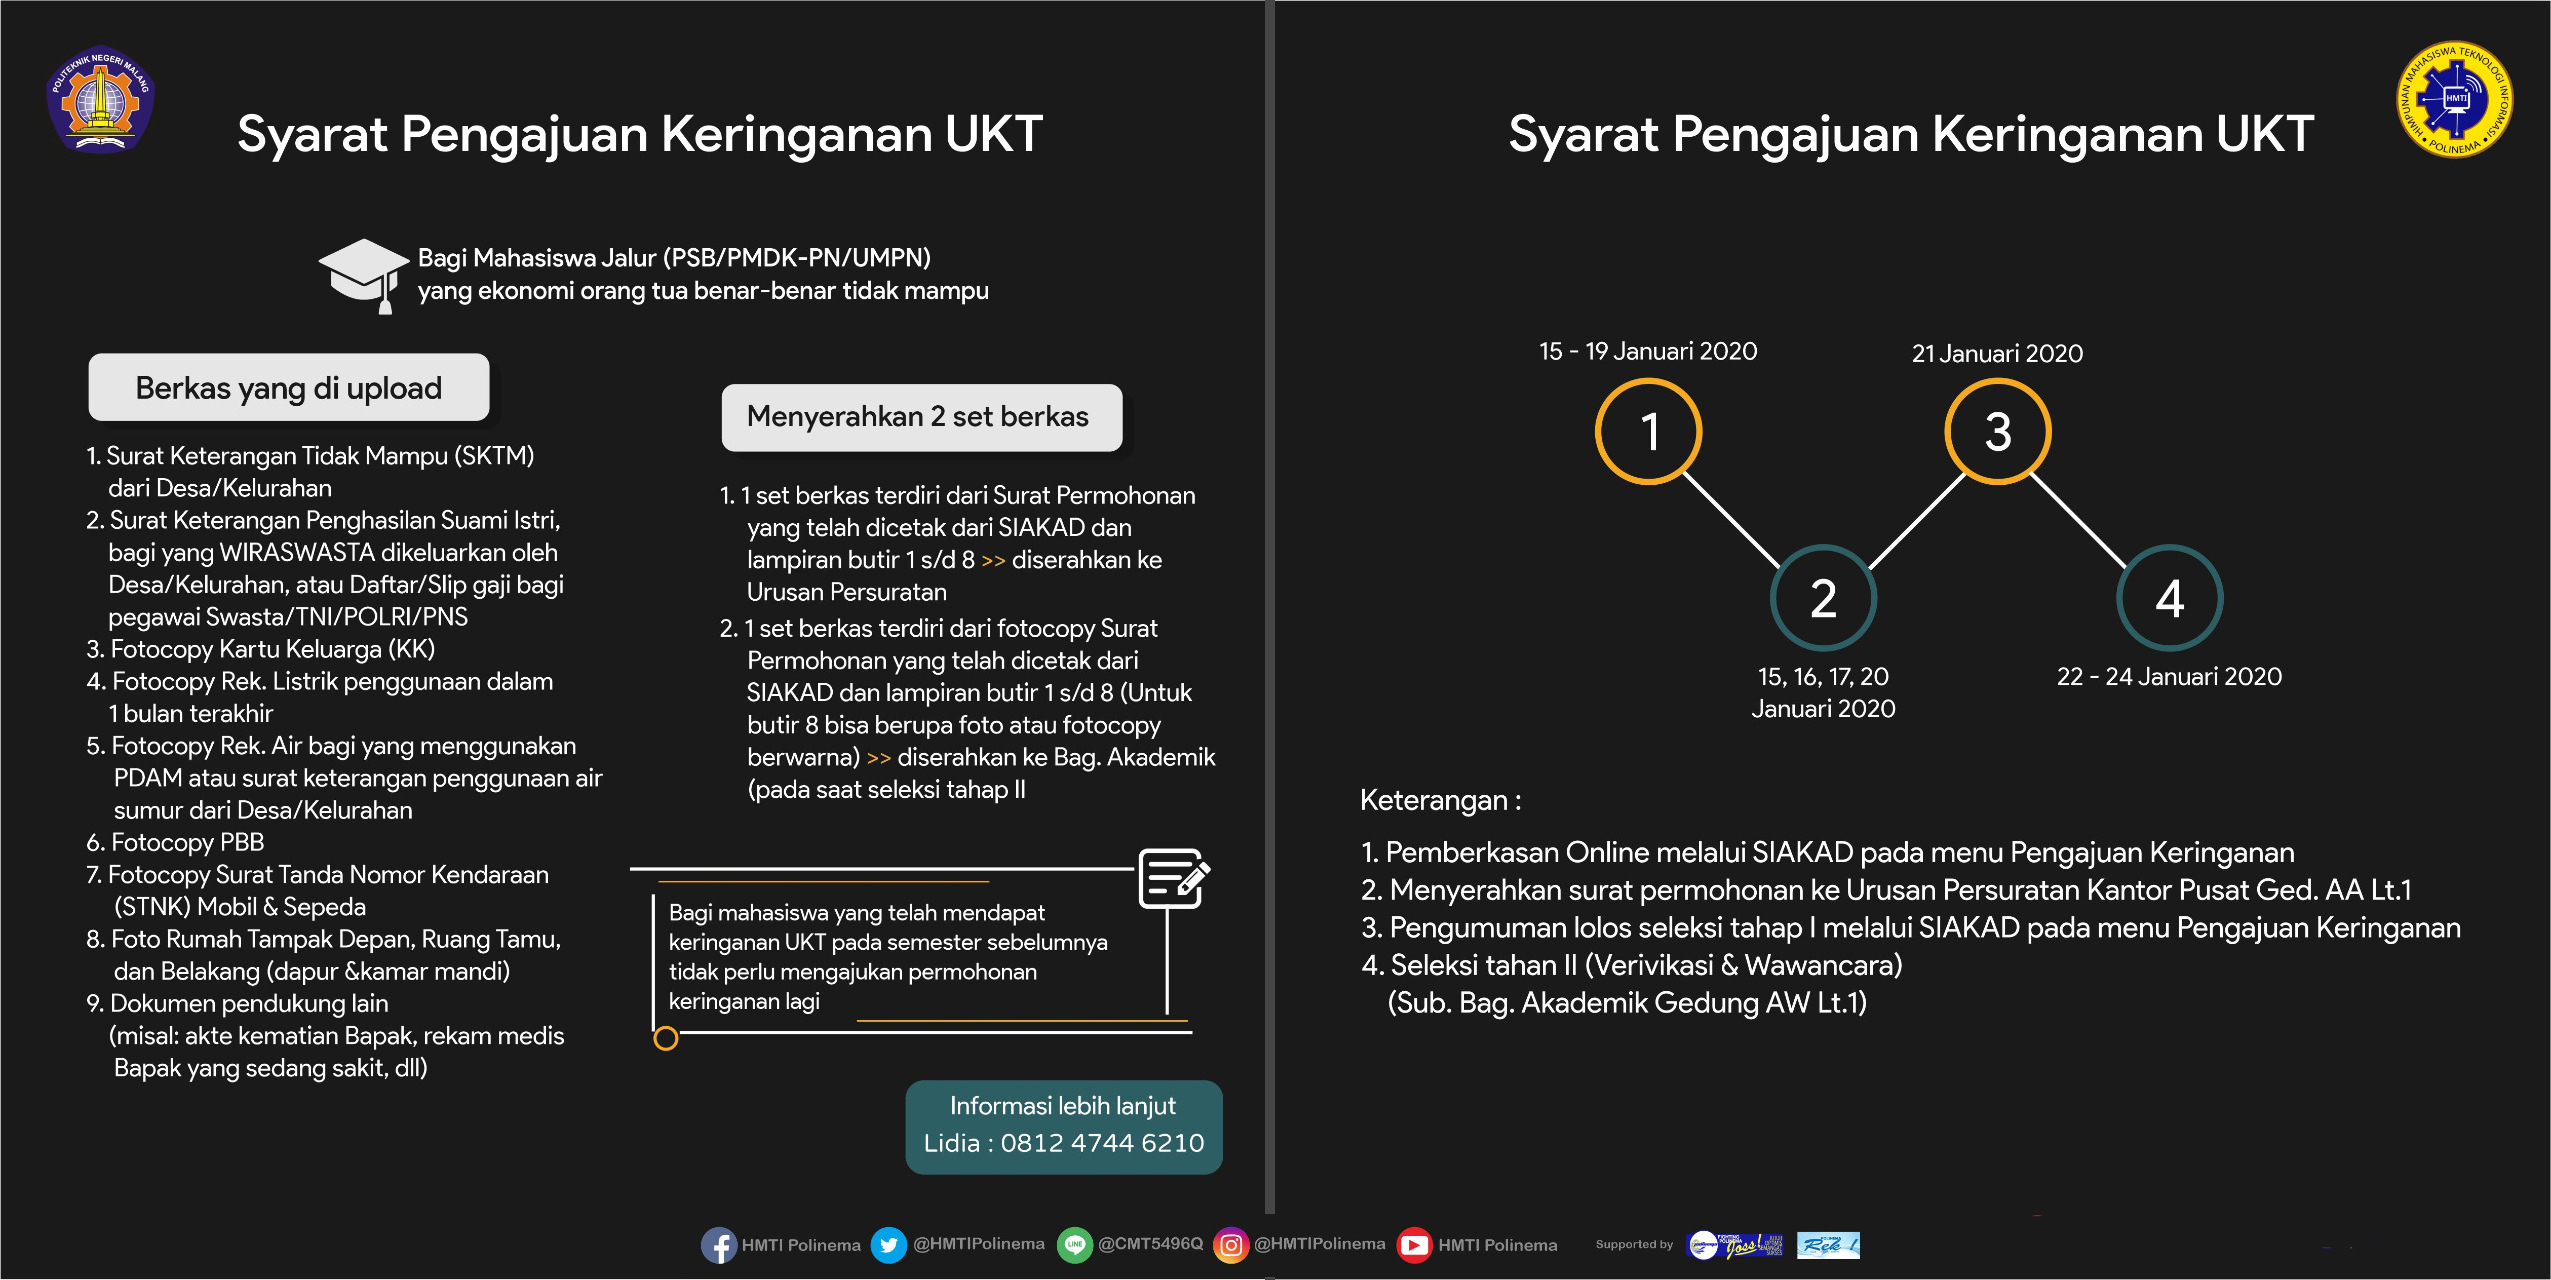 POLITEKNIK NEGERI MALANG
Syarat Pengajuan Keringanan UKT
Bagi Mahasiswa Jalur (PSB/PMDK-PN/UMPN)
yang ekonomi orang tua benar-benar tidak mampu
Berkas yang di upload
1. Surat Keterangan Tidak Mampu (SKTM)
dari Desa/Kelurahan
2. Surat Keterangan Penghasilan Suami Istri,
bagi yang WIRASWASTA dikeluarkan oleh
Desa/Kelurahan, atau Daftar/Slip gaji bagi
pegawai Swasta/TNI/POLRI/PNS
3. Fotocopy Kartu Keluarga (KK)
4. Fotocopy Rek. Listrik penggunaan dalam
1 bulan terakhir
5. Fotocopy Rek. Air bagi yang menggunakan
PDAM atau surat keterangan penggunaan air
sumur dari Desa/Kelurahan
6. Fotocopy PBB
7. Fotocopy Surat Tanda Nomor Kendaraan
(STNK) Mobil & Sepeda
8. Foto Rumah Tampak Depan, Ruang Tamu,
dan Belakang (dapur &kamar mandi)
9. Dokumen pendukung lain
(misal: akte kematian Bapak, rekam medis
Bapak yang sedang sakit, dll)
Menyerahkan 2 set berkas
1. 1 set berkas terdiri dari Surat Permohonan
yang telah dicetak dari SIAKAD dan
lampiran butir 1 s/d 8 >> diserahkan ke
Urusan Persuratan
2. 1 set berkas terdiri dari fotocopy Surat
Permohonan yang telah dicetak dari
SIAKAD dan lampiran butir 1 s/d 8 (Untuk
butir 8 bisa berupa foto atau fotocopy
berwarna) >> diserahkan ke Bag. Akademik
(pada saat seleksi tahap II
Bagi mahasiswa yang telah mendapat
keringanan UKT pada semester sebelumnya
tidak perlu mengajukan permohonan
keringanan lagi
Informasi lebih lanjut
Lidia : 0812 4744 6210
HIMPUNAN MAHASISWA TEKNOLOGI INFORMASI
HMTI
POLINEMA
Syarat Pengajuan Keringanan UKT
15 - 19 Januari 2020
21 Januari 2020
1
3
2
4
15, 16, 17, 20
Januari 2020
22 - 24 Januari 2020
Keterangan :
1. Pemberkasan Online melalui SIAKAD pada menu Pengajuan Keringanan
2. Menyerahkan surat permohonan ke Urusan Persuratan Kantor Pusat Ged. AA Lt.1
3. Pengumuman lolos seleksi tahap I melalui SIAKAD pada menu Pengajuan Keringanan
4. Seleksi tahan II (Verivikasi & Wawancara)
(Sub. Bag. Akademik Gedung AW Lt.1)
HMTI Polinema
@HMTIPolinema
LINE
@CMT5496Q
@HMTIPolinema
HMTI Polinema
Supported by
FIGHTING
POLINEMA
Joss!
POLINEMA
Rek !